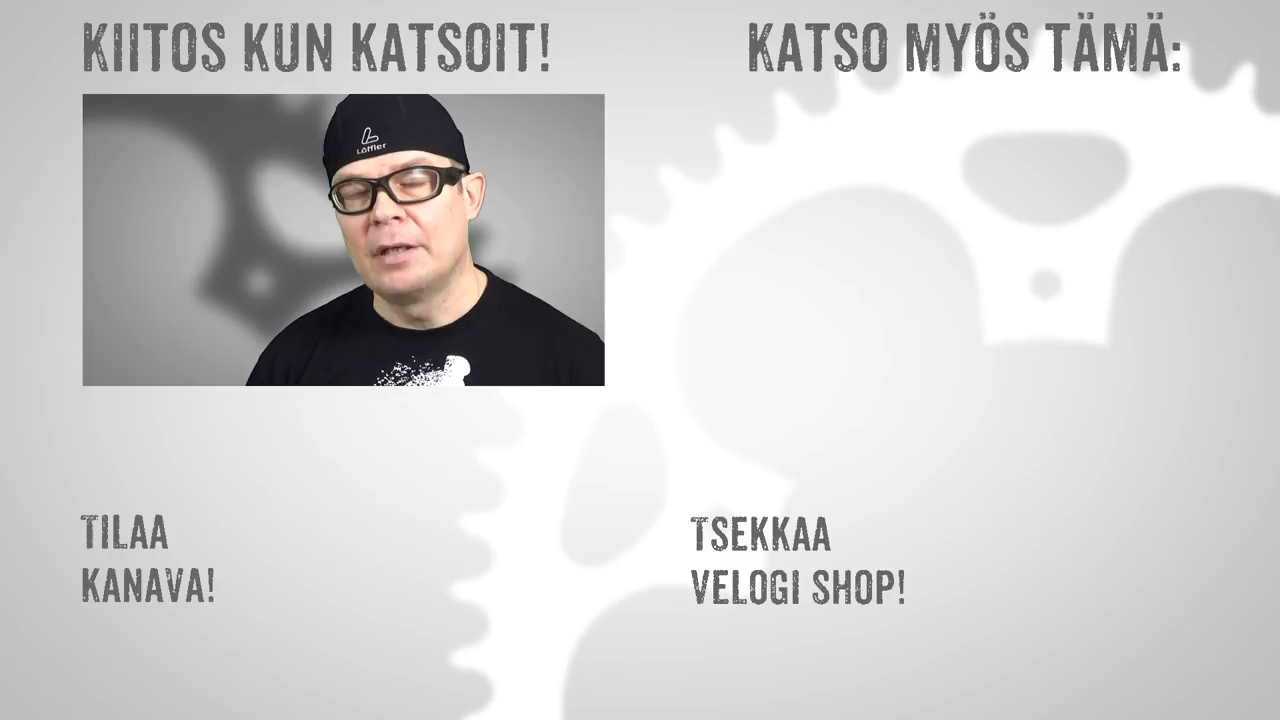 KIITOS KUN KATSOIT!
KATSO MYÖS TÄMÄ:
Löffler
TILAA
KANAVA!
TSEKKAA
VELOGI SHOP!